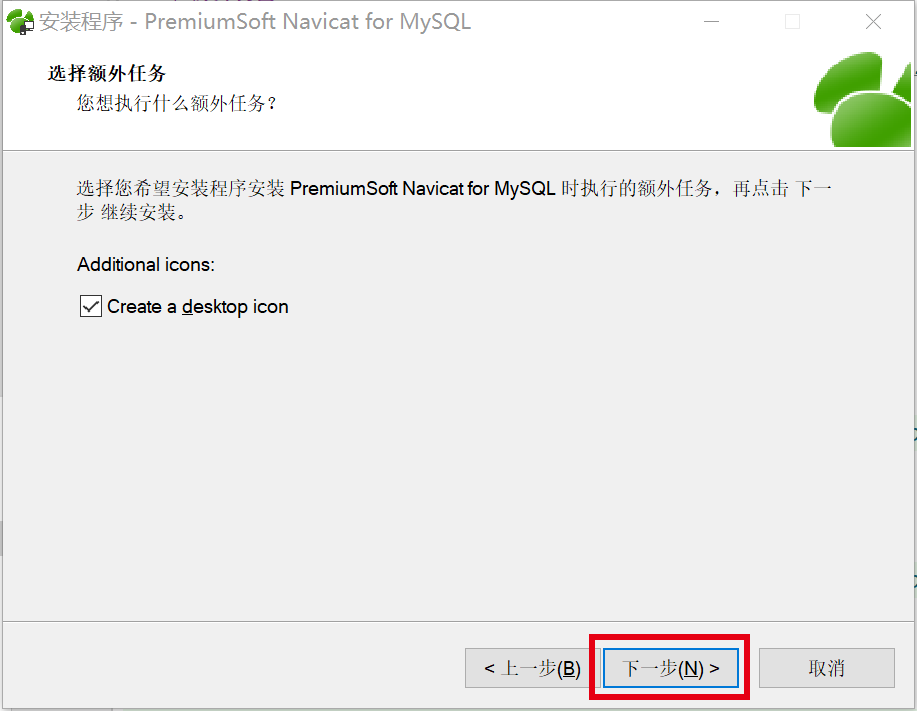 安装程序 - PremiumSoft Navicat for MySQL
选择额外任务
您想执行什么额外任务?
选择您希望安装程序安装 PremiumSoft Navicat for MySQL 时执行的额外任务，再点击 下一
步 继续安装。
Additional icons:
Create a desktop icon
< 上一步(B)
下一步(N) >
取消